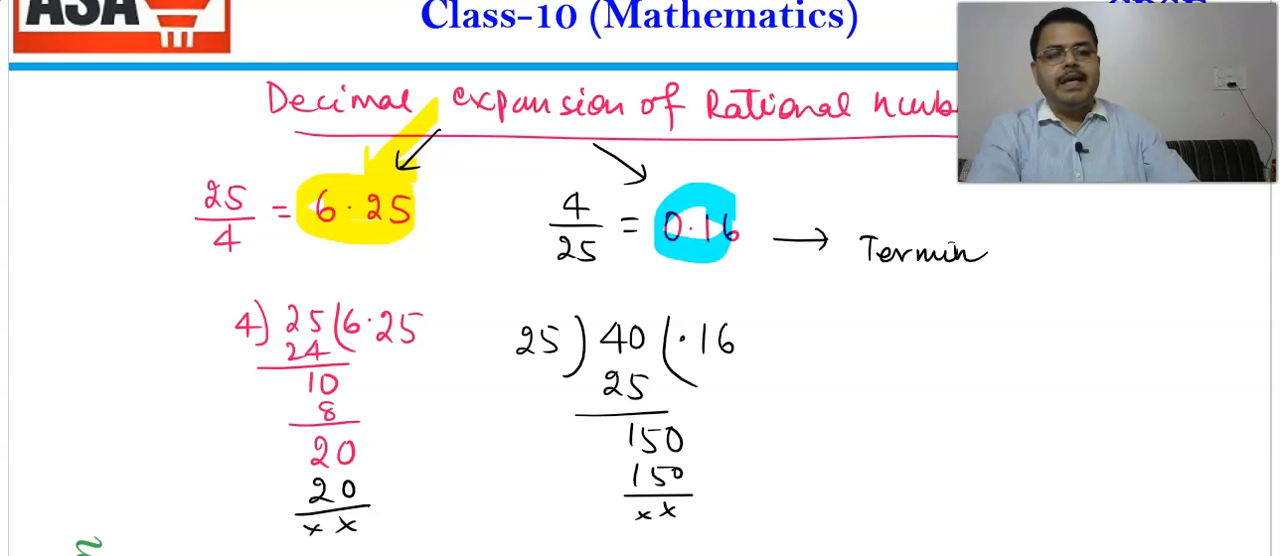 ASA
Class-10 (Mathematics)
Decimal expansion of Rational numb
25/4 = 6.25
4/25 = 0.16 → Termin
4) 25 (6.25
24
10
8
20
20
x x
25 ) 40 ( .16
25
150
150
x x
n